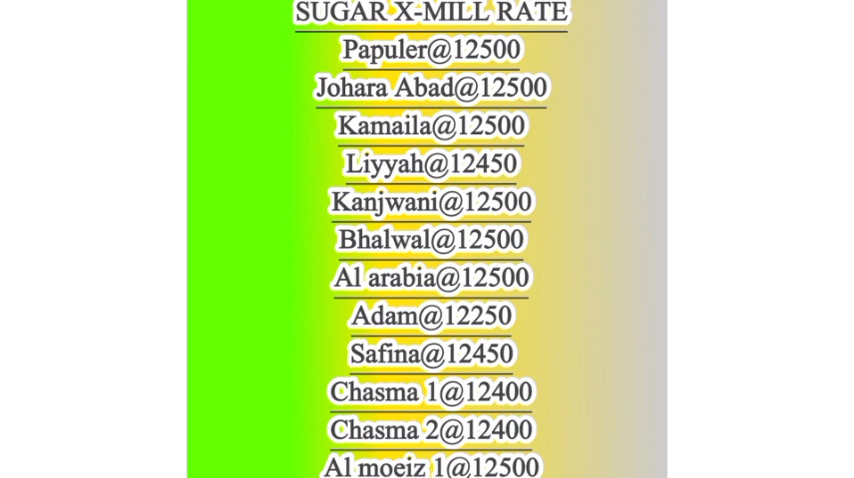 SUGAR X-MILL RATE
Papuler@12500
Johara Abad@12500
Kamaila@12500
Liyyah@12450
Kanjwani@12500
Bhalwal@12500
Al arabia@12500
Adam@12250
Safina@12450
Chasma 1@12400
Chasma 2@12400
Al moeiz 1@12500